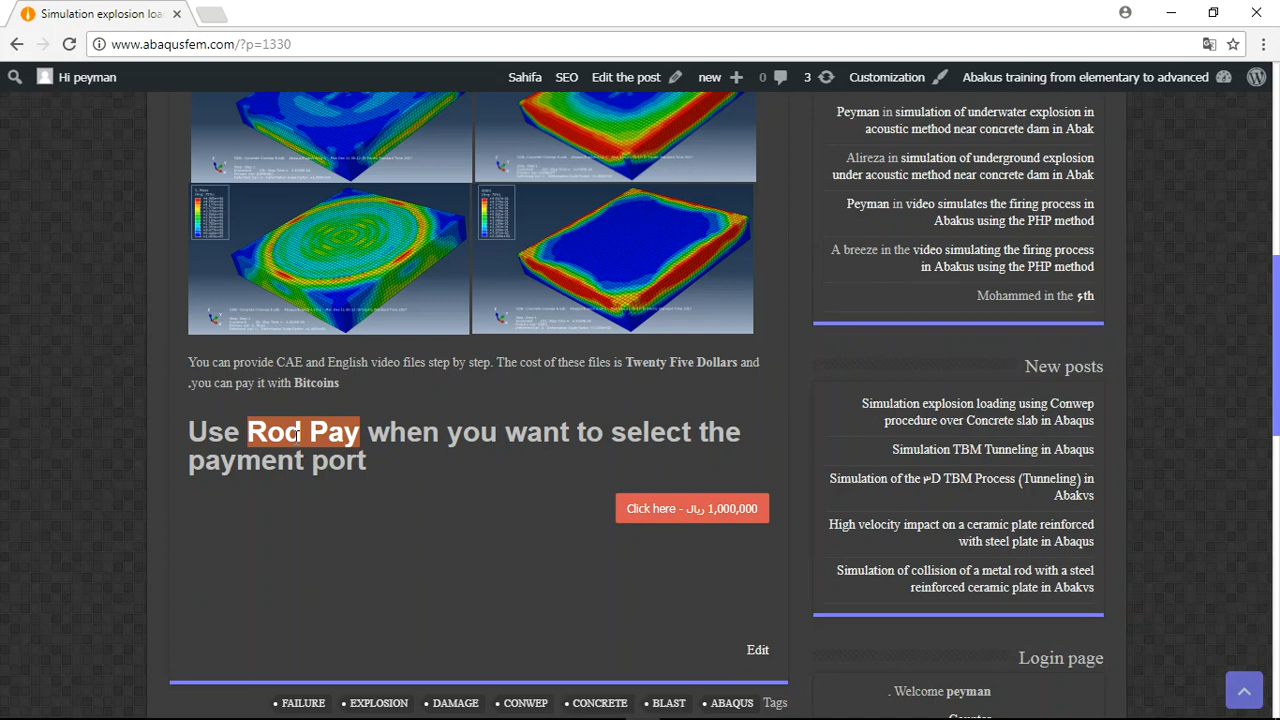 Simulation explosion loa
www.abaqusfem.com/?p=1330
Hi peyman
Sahifa
SEO
Edit the post
new
0
3
Customization
Abakus training from elementary to advanced
You can provide CAE and English video files step by step. The cost of these files is Twenty Five Dollars and
.you can pay it with Bitcoins
Use Rod Pay when you want to select the
payment port
Click here - ریال 1,000,000
Edit
FAILURE
EXPLOSION
DAMAGE
CONWEP
CONCRETE
BLAST
ABAQUS
Tags
Peyman in simulation of underwater explosion in
acoustic method near concrete dam in Abak
Alireza in simulation of underground explosion
under acoustic method near concrete dam in Abak
Peyman in video simulates the firing process in
Abakus using the PHP method
A breeze in the video simulating the firing process
in Abakus using the PHP method
Mohammed in the ۶th
New posts
Simulation explosion loading using Conwep
procedure over Concrete slab in Abaqus
Simulation TBM Tunneling in Abaqus
Simulation of the ۳D TBM Process (Tunneling) in
Abakvs
High velocity impact on a ceramic plate reinforced
with steel plate in Abaqus
Simulation of collision of a metal rod with a steel
reinforced ceramic plate in Abakvs
Login page
. Welcome peyman